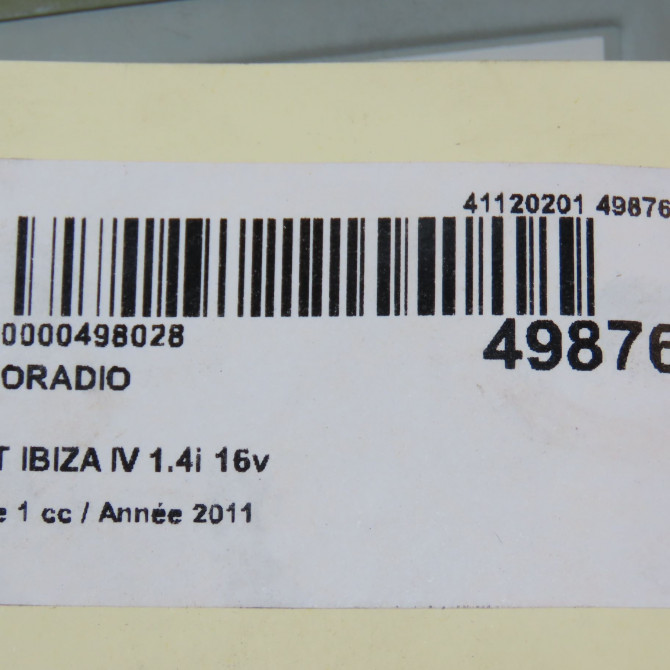 41120201 49876
0000498028
49876
ORADIO
T IBIZA IV 1.4i 16v
e 1 cc / Année 2011